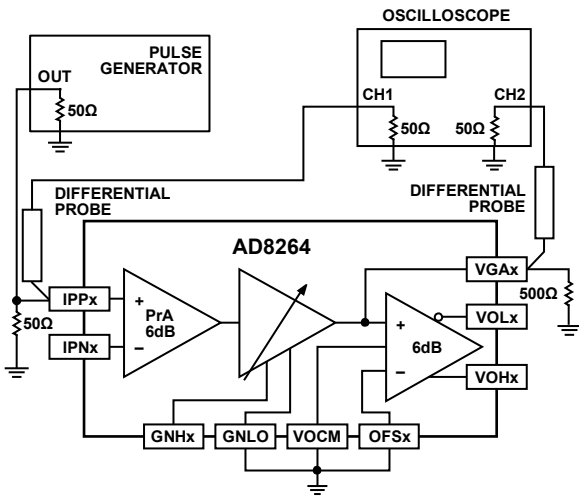 OSCILLOSCOPE
PULSE
GENERATOR
OUT
50Ω
CH1
CH2
50Ω
50Ω
DIFFERENTIAL
PROBE
DIFFERENTIAL
PROBE
AD8264
IPPx
+
PrA
6dB
–
50Ω
IPNx
VGAx
500Ω
+
6dB
–
VOLx
VOHx
GNHx
GNLO
VOCM
OFSx